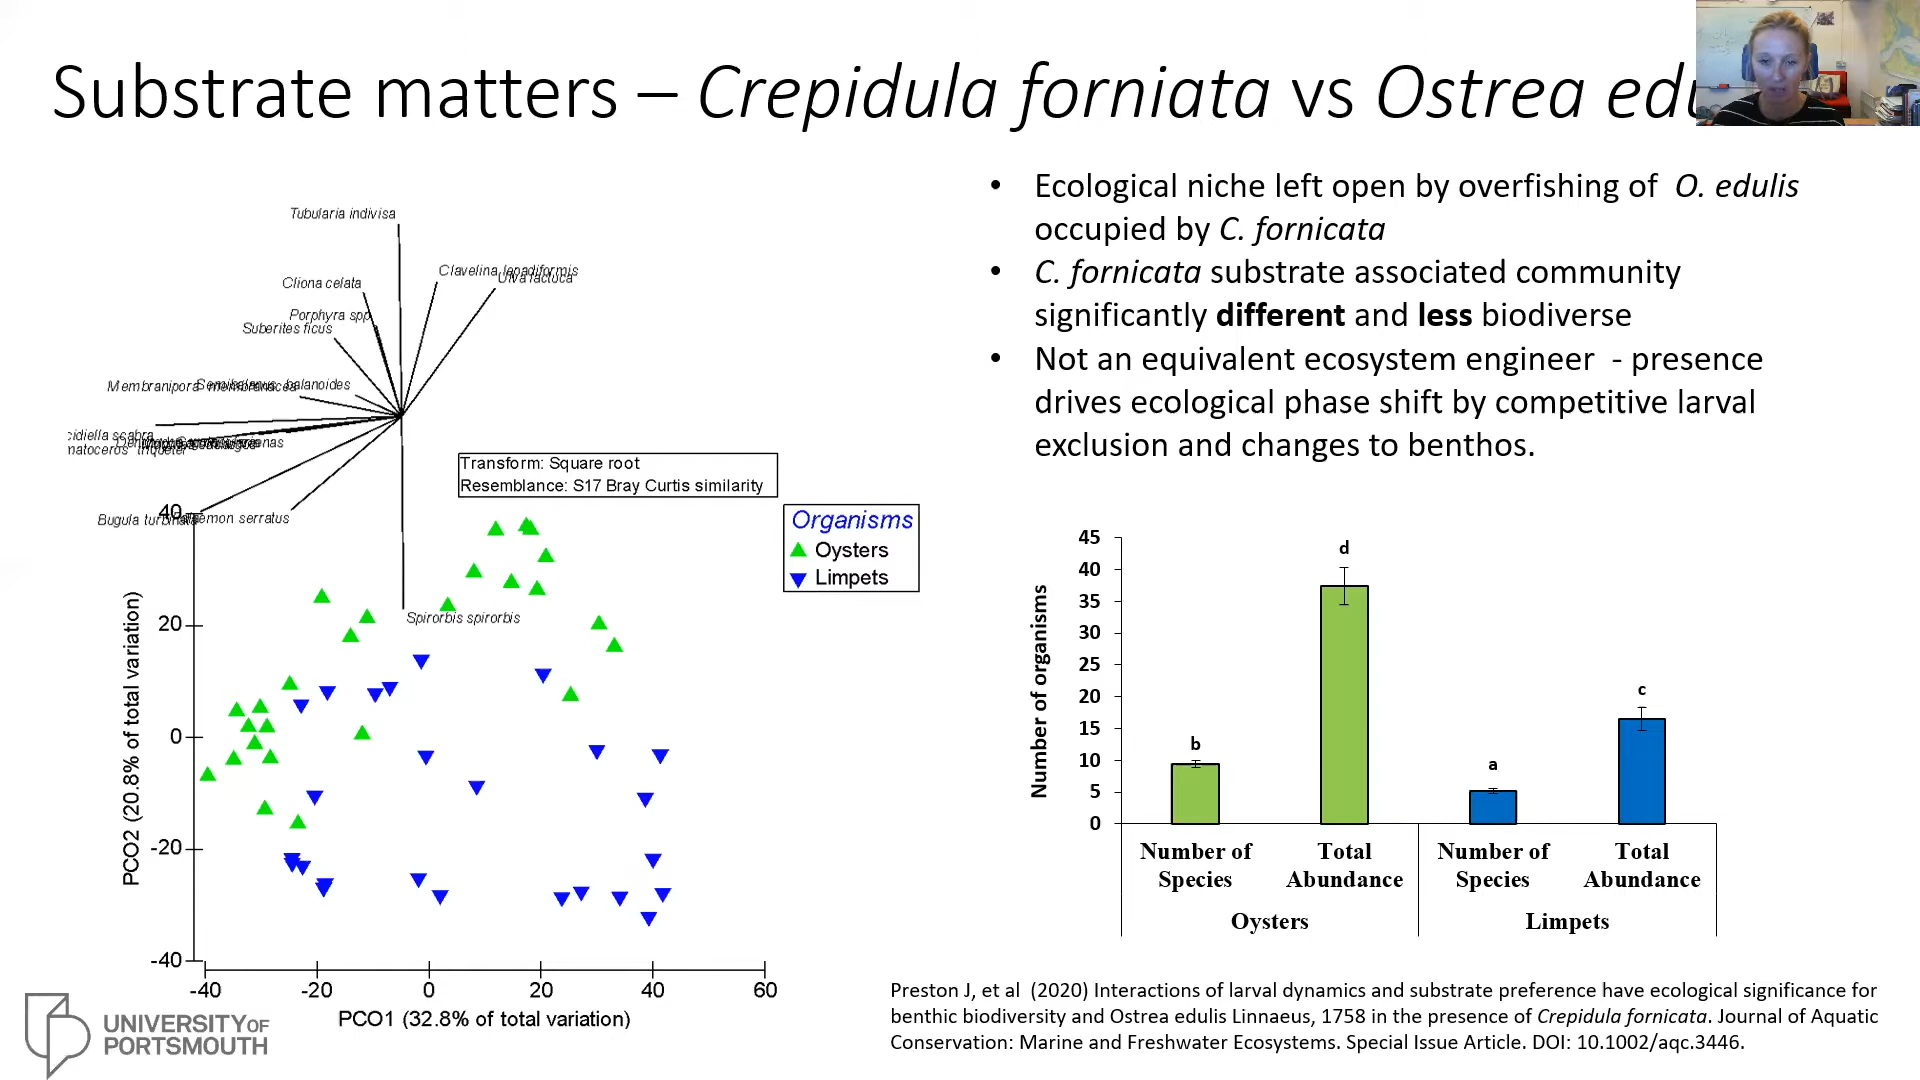 Substrate matters – Crepidula forniata vs Ostrea edu
• Ecological niche left open by overfishing of O. edulis
occupied by C. fornicata
• C. fornicata substrate associated community
significantly different and less biodiverse
• Not an equivalent ecosystem engineer - presence
drives ecological phase shift by competitive larval
exclusion and changes to benthos.
Tubularia indivisa
Clavelina lepadiformis
Ulva lactuca
Cliona celata
Porphyra spp
Suberites ficus
Membranipora membranacea
balanoides
cidiella scabra
matoceros triqueter
Bugula turbinata
serratus
Spirorbis spirorbis
Transform: Square root
Resemblance: S17 Bray Curtis similarity
Organisms
Oysters
Limpets
PCO2 (20.8% of total variation)
40
20
0
-20
-40
-40 -20 0 20 40 60
PCO1 (32.8% of total variation)
Number of organisms
45
40
35
30
25
20
15
10
5
0
b
d
a
c
Number of Total Number of Total
Species Abundance Species Abundance
Oysters Limpets
Preston J, et al (2020) Interactions of larval dynamics and substrate preference have ecological significance for
benthic biodiversity and Ostrea edulis Linnaeus, 1758 in the presence of Crepidula fornicata. Journal of Aquatic
Conservation: Marine and Freshwater Ecosystems. Special Issue Article. DOI: 10.1002/aqc.3446.
UNIVERSITY OF
PORTSMOUTH